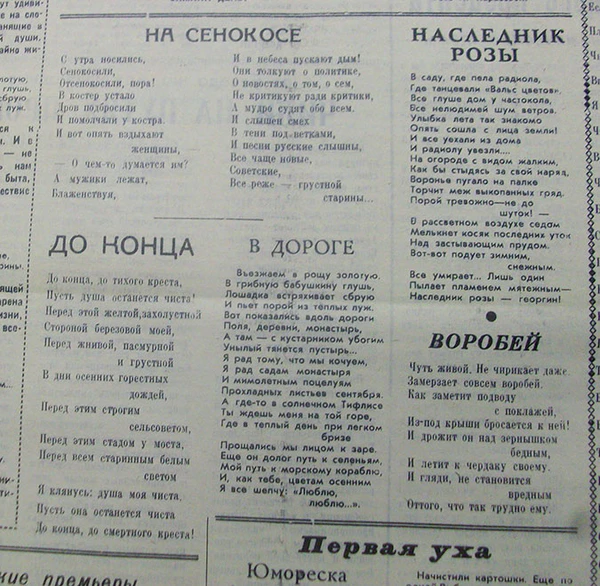 НА СЕНОКОСЕ
С утра носились,
Сенокосили,
Отсенокосили, пора!
В костер устало
Дров подбросили
И помолчали у костра.
И вот опять вздыхают
женщины, —
— О чем-то думается им?
А мужики лежат,
Блаженствуя,
И в небеса пускают дым!
Они толкуют о политике,
О новостях, о том, о сем,
Не критикуют ради критики,
А мудро судят обо всем.
И слышен смех
В тени под ветками,
И песни русские слышны,
Все чаще новые,
Советские,
Все реже — грустной
старины...
ДО КОНЦА
До конца, до тихого креста,
Пусть душа останется чиста!
Перед этой желтой, захолустной
Стороной березовой моей,
Перед жнивой, пасмурной
и грустной
В дни осенних горестных
дождей,
Перед этим строгим
сельсоветом,
Перед этим стадом у моста,
Перед всем старинным белым
светом
Я клянусь: душа моя чиста.
Пусть она останется чиста
До конца, до смертного креста!
В ДОРОГЕ
Въезжаем в рощу золотую,
В грибную бабушкину глушь,
Лошадка встряхивает сбрую
И пьет порой из теплых луж.
Вот показались вдоль дороги
Поля, деревни, монастырь,
А там — с кустарником убогим
Унылый тянется пустырь...
Я рад тому, что мы кочуем,
Я рад садам монастыря
И мимолетным поцелуям
Прохладных листьев сентября.
А где-то в солнечном Тифлисе
Ты ждешь меня на той горе,
Где в теплый день при легком
бризе
Прощались мы лицом к заре.
Еще он долог путь к селеньям,
Мой путь к морскому кораблю,
И, как тебе, цветам осенним
Я все шепчу: «Люблю,
люблю...».
НАСЛЕДНИК
РОЗЫ
В саду, где пела радиола,
Где танцевали «Вальс цветов»,
Все глуше дом у частокола,
Все нелюдимей шум ветров.
Улыбка лета так знакомо
Опять сошла с лица земли!
И все уехали из дома
И радиолу увезли...
На огороде с видом жалким,
Как бы стыдясь за свой наряд,
Воронье пугало на палке
Торчит меж выкопанных гряд.
Порой тревожно—не до
шуток! —
В рассветном воздухе седом
Мелькнет косяк последних уток
Над застывающим прудом.
Вот-вот подует зимним,
снежным.
Все умирает... Лишь один
Пылает пламенем мятежным—
Наследник розы — георгин!
ВОРОБЕЙ
Чуть живой. Не чирикает даже.
Замерзает совсем воробей.
Как заметит подводу
с поклажей,
Из-под крыши бросается к ней!
И дрожит он над зернышком
бедным,
И летит к чердаку своему.
И гляди, не становится
вредным
Оттого, что так трудно ему.
Первая уха
Юмореска
Начистили картошки. Еще по